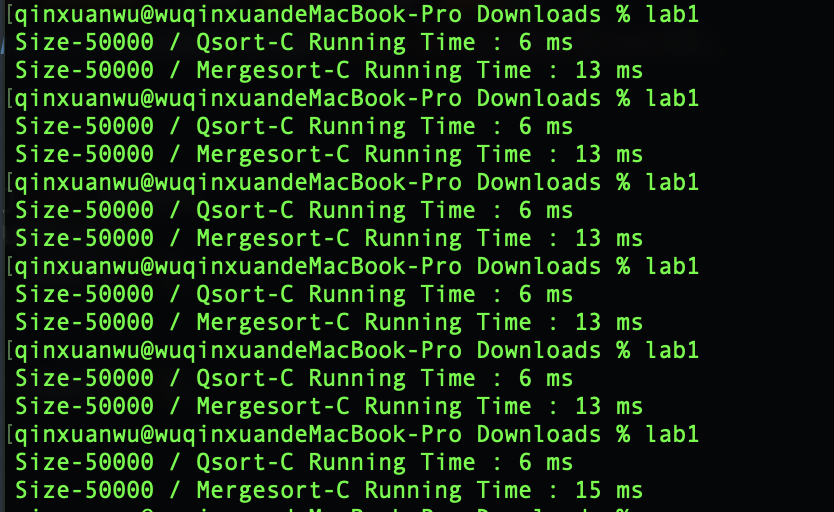 [qinxuanwu@wuqinxuandeMacBook-Pro Downloads % lab1
Size-50000 / Qsort-C Running Time : 6 ms
Size-50000 / Mergesort-C Running Time : 13 ms
[qinxuanwu@wuqinxuandeMacBook-Pro Downloads % lab1
Size-50000 / Qsort-C Running Time : 6 ms
Size-50000 / Mergesort-C Running Time : 13 ms
[qinxuanwu@wuqinxuandeMacBook-Pro Downloads % lab1
Size-50000 / Qsort-C Running Time : 6 ms
Size-50000 / Mergesort-C Running Time : 13 ms
[qinxuanwu@wuqinxuandeMacBook-Pro Downloads % lab1
Size-50000 / Qsort-C Running Time : 6 ms
Size-50000 / Mergesort-C Running Time : 13 ms
[qinxuanwu@wuqinxuandeMacBook-Pro Downloads % lab1
Size-50000 / Qsort-C Running Time : 6 ms
Size-50000 / Mergesort-C Running Time : 13 ms
[qinxuanwu@wuqinxuandeMacBook-Pro Downloads % lab1
Size-50000 / Qsort-C Running Time : 6 ms
Size-50000 / Mergesort-C Running Time : 15 ms